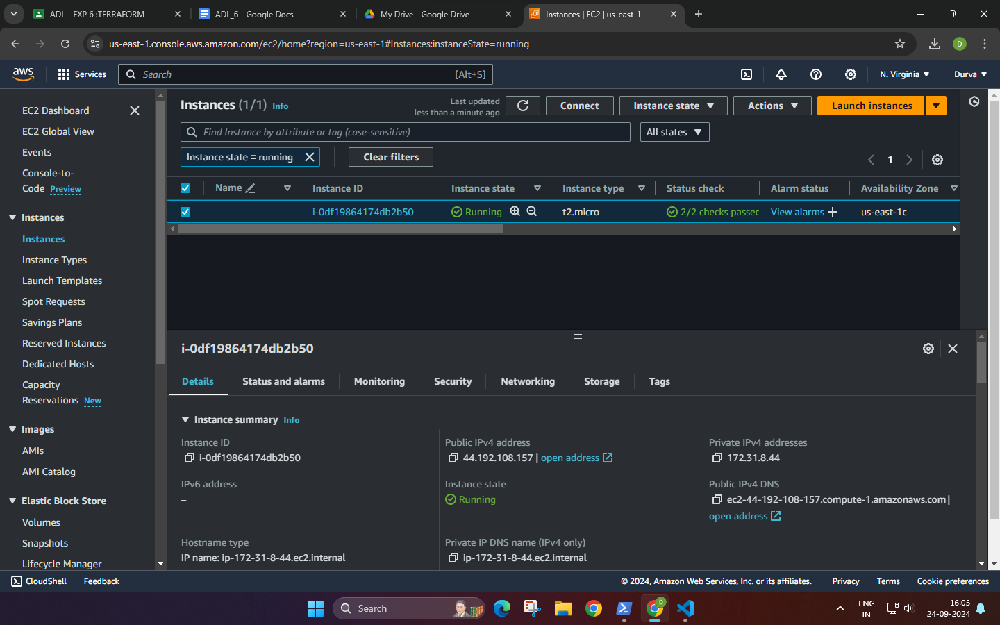 ADL - EXP 6 :TERRAFORM
ADL_6 - Google Docs
My Drive - Google Drive
Instances | EC2 | us-east-1
us-east-1.console.aws.amazon.com/ec2/home?region=us-east-1#Instances:instanceState=running
D
aws
Services
Search
[Alt+S]
N. Virginia
Durva
EC2 Dashboard
EC2 Global View
Events
Console-to-
Code Preview
Instances
Instances
Instance Types
Launch Templates
Spot Requests
Savings Plans
Reserved Instances
Dedicated Hosts
Capacity
Reservations New
Images
AMIs
AMI Catalog
Elastic Block Store
Volumes
Snapshots
Lifecycle Manager
Instances (1/1) Info
Last updated
less than a minute ago
Connect
Instance state
Actions
Launch instances
Find Instance by attribute or tag (case-sensitive)
All states
Instance state = running
Clear filters
1
Name
Instance ID
Instance state
Instance type
Status check
Alarm status
Availability Zone
i-0df19864174db2b50
Running
t2.micro
2/2 checks passec
View alarms
us-east-1c
i-0df19864174db2b50
Details
Status and alarms
Monitoring
Security
Networking
Storage
Tags
Instance summary Info
Instance ID
i-0df19864174db2b50
Public IPv4 address
44.192.108.157 | open address
Private IPv4 addresses
172.31.8.44
IPv6 address
–
Instance state
Running
Public IPv4 DNS
ec2-44-192-108-157.compute-1.amazonaws.com |
open address
Hostname type
IP name: ip-172-31-8-44.ec2.internal
Private IP DNS name (IPv4 only)
ip-172-31-8-44.ec2.internal
CloudShell
Feedback
© 2024, Amazon Web Services, Inc. or its affiliates.
Privacy
Terms
Cookie preferences
Search
D
ENG
IN
16:05
24-09-2024